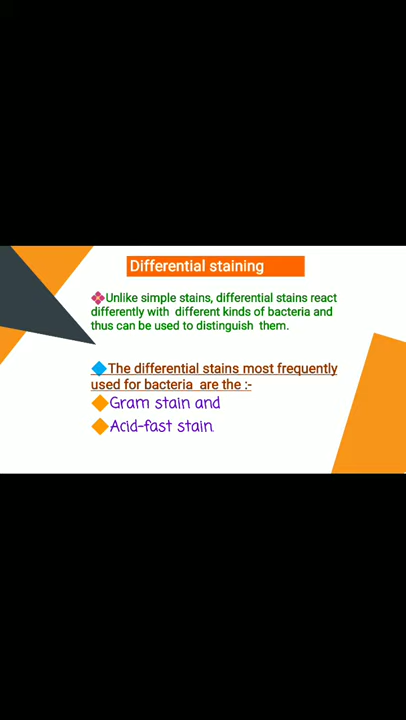 Differential staining
Unlike simple stains, differential stains react
differently with different kinds of bacteria and
thus can be used to distinguish them.
The differential stains most frequently
used for bacteria are the :-
Gram stain and
Acid-fast stain.